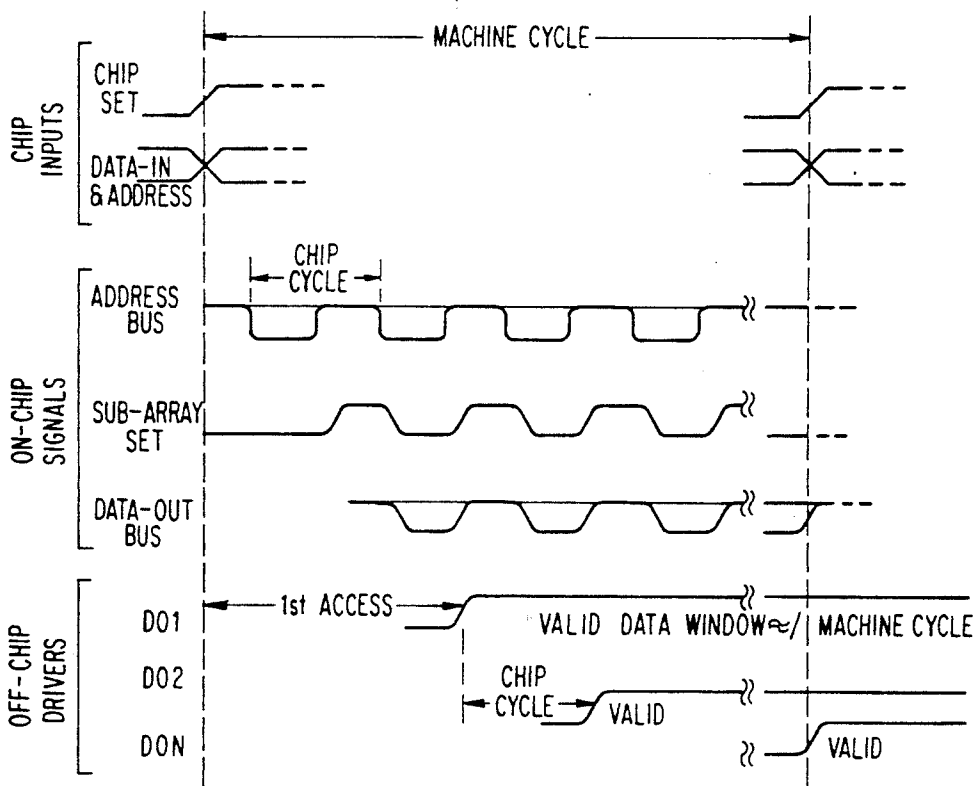 MACHINE CYCLE
CHIP INPUTS
CHIP
SET
DATA-IN
& ADDRESS
ON-CHIP
SIGNALS
CHIP
CYCLE
ADDRESS
BUS
SUB-ARRAY
SET
DATA-OUT
BUS
OFF-CHIP
DRIVERS
1st ACCESS
DO1
VALID DATA WINDOW ≈/ MACHINE CYCLE
DO2
CHIP
CYCLE
VALID
DON
VALID